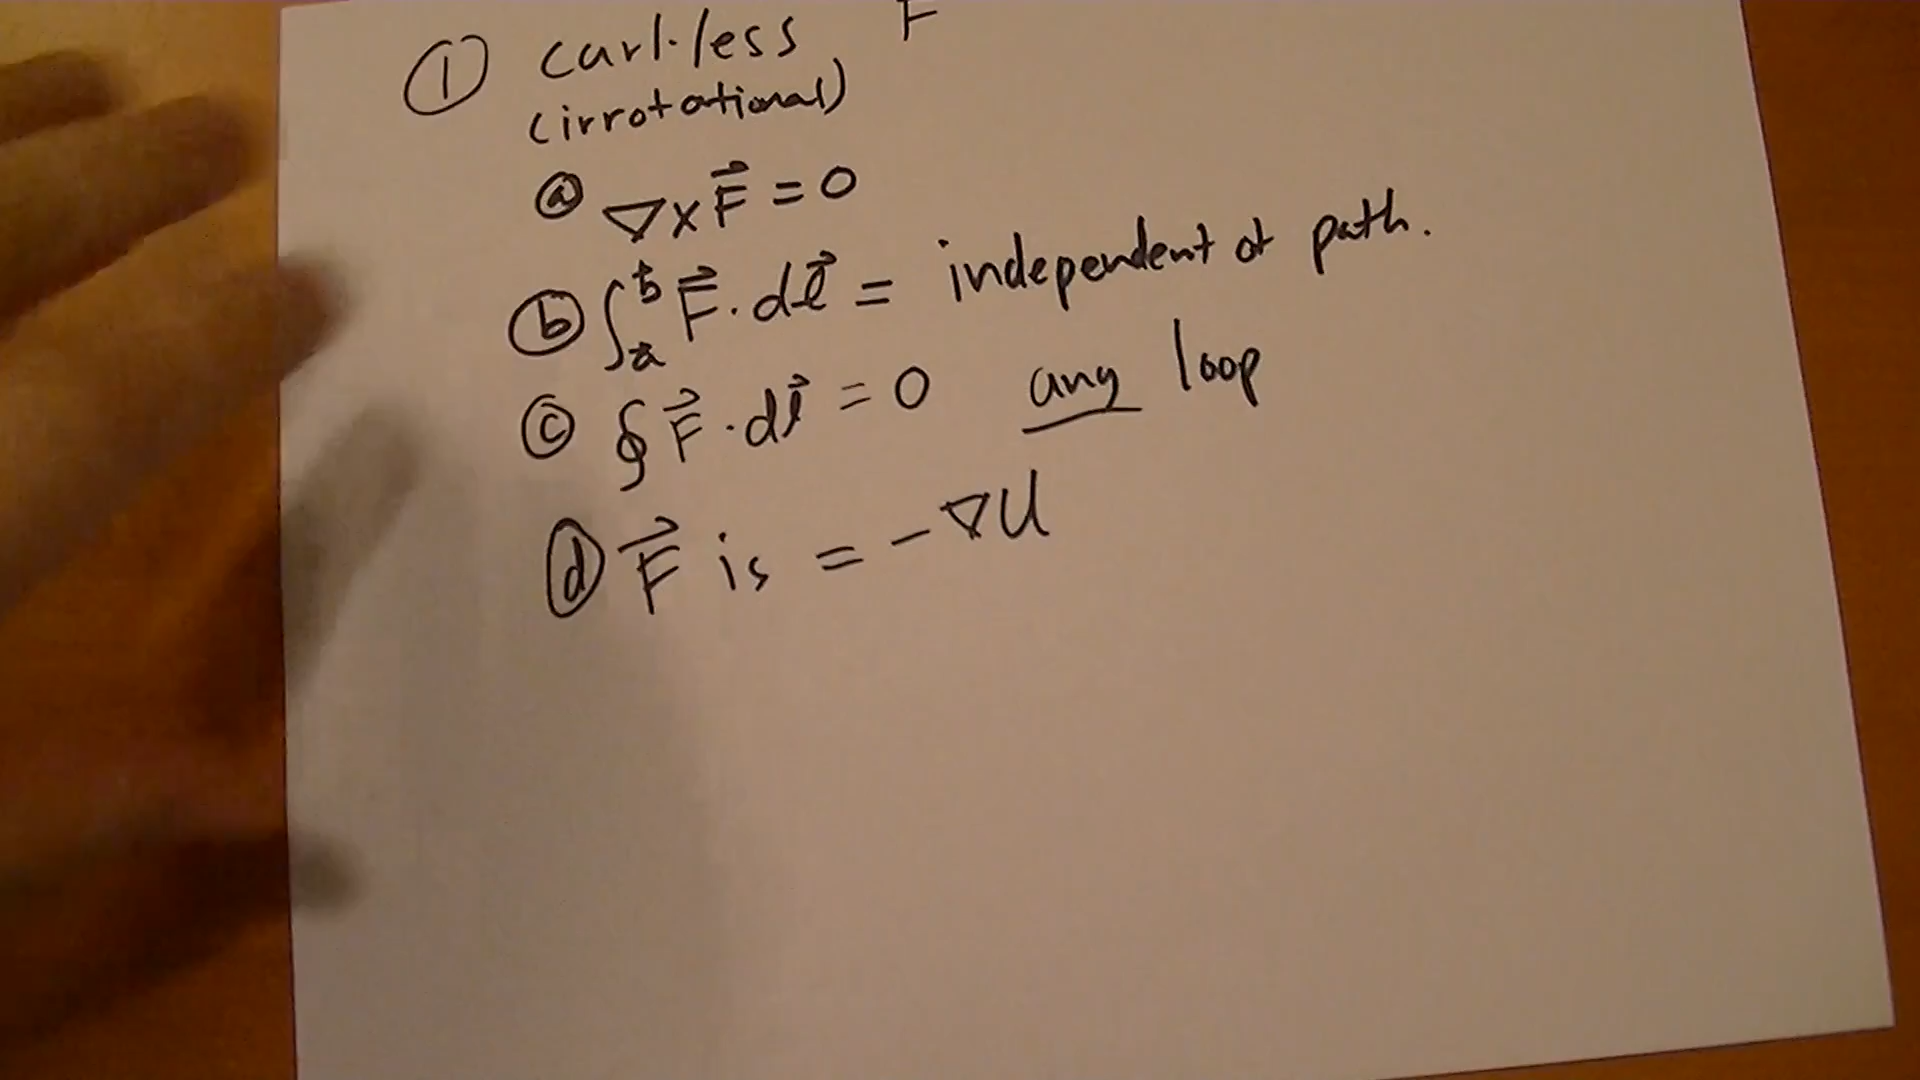 ① curl-less F
(irrotational)
ⓐ ∇×F⃗ = 0
ⓑ ∫ₐᵇ F⃗·dl⃗ = independent of path.
ⓒ ∮ F⃗·dl⃗ = 0 any loop
ⓓ F⃗ is = -∇U